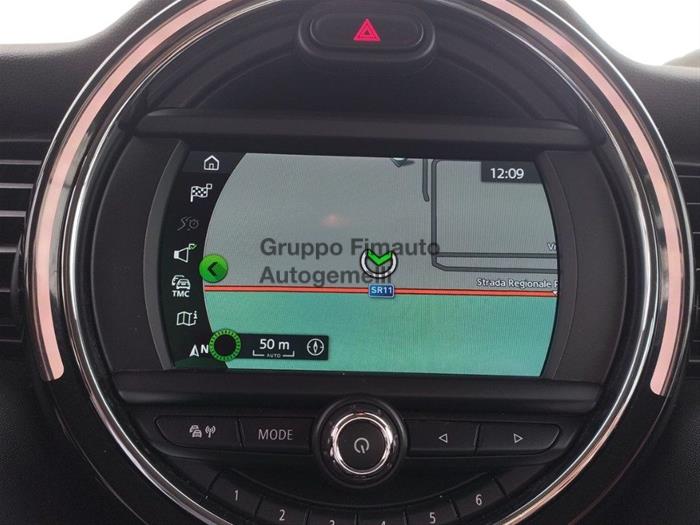 12:09
Gruppo Fimauto
Autogemelli
Strada Regionale
SR11
TMC
N
50 m
AUTO
MODE
1
2
3
4
5
6